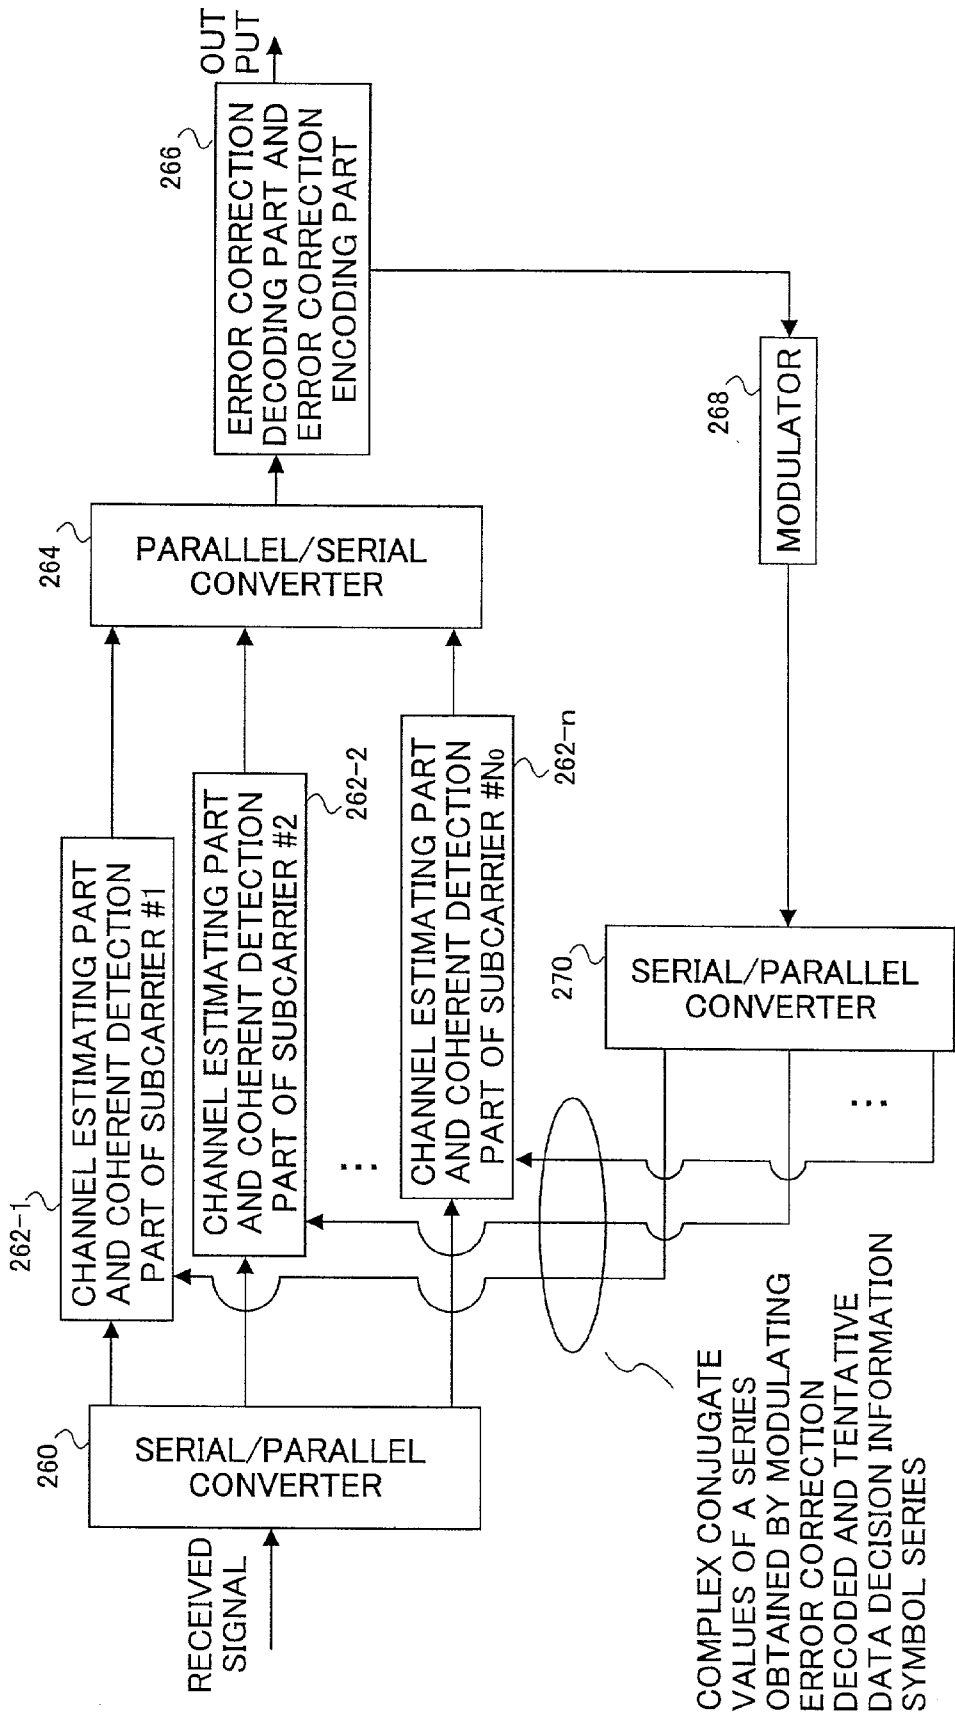 RECEIVED
SIGNAL
260
SERIAL/PARALLEL
CONVERTER
262-1
CHANNEL ESTIMATING PART
AND COHERENT DETECTION
PART OF SUBCARRIER #1
CHANNEL ESTIMATING PART
AND COHERENT DETECTION
PART OF SUBCARRIER #2
262-2
...
CHANNEL ESTIMATING PART
AND COHERENT DETECTION
PART OF SUBCARRIER #N₀
262-n
264
PARALLEL/SERIAL
CONVERTER
266
ERROR CORRECTION
DECODING PART AND
ERROR CORRECTION
ENCODING PART
OUT
PUT
268
MODULATOR
270
SERIAL/PARALLEL
CONVERTER
...
COMPLEX CONJUGATE
VALUES OF A SERIES
OBTAINED BY MODULATING
ERROR CORRECTION
DECODED AND TENTATIVE
DATA DECISION INFORMATION
SYMBOL SERIES